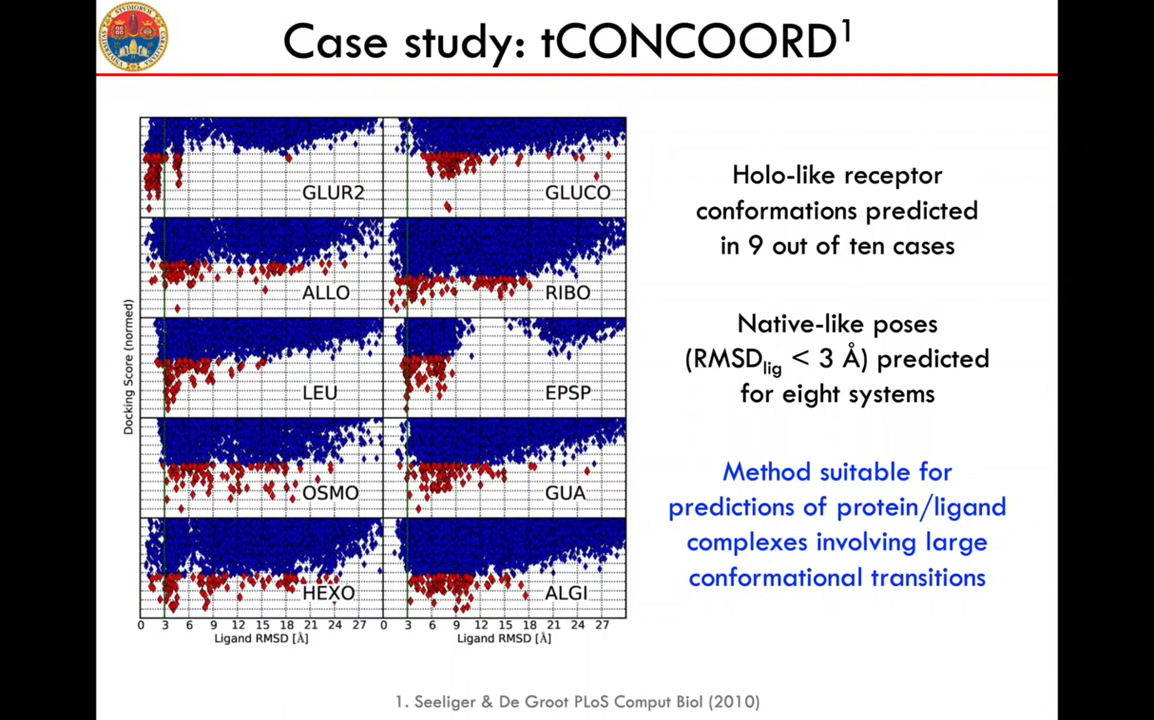 Case study: tCONCOORD1
Docking Score (normed)
GLUR2
GLUCO
ALLO
RIBO
LEU
EPSP
OSMO
GUA
HEXO
ALGI
0 3 6 9 12 15 18 21 24 27 0 3 6 9 12 15 18 21 24 27
Ligand RMSD [Å]
Ligand RMSD [Å]
Holo-like receptor
conformations predicted
in 9 out of ten cases
Native-like poses
(RMSDlig < 3 Å) predicted
for eight systems
Method suitable for
predictions of protein/ligand
complexes involving large
conformational transitions
1. Seeliger & De Groot PLoS Comput Biol (2010)